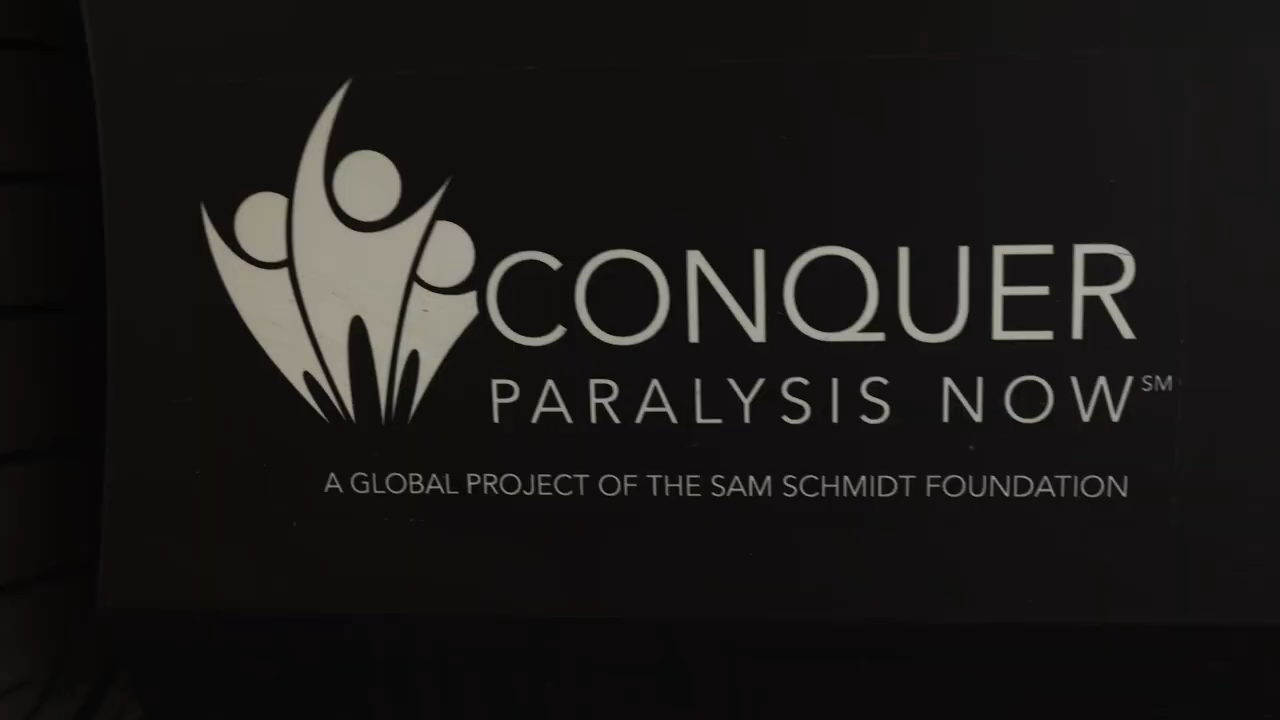 CONQUER
PARALYSIS NOW℠
A GLOBAL PROJECT OF THE SAM SCHMIDT FOUNDATION